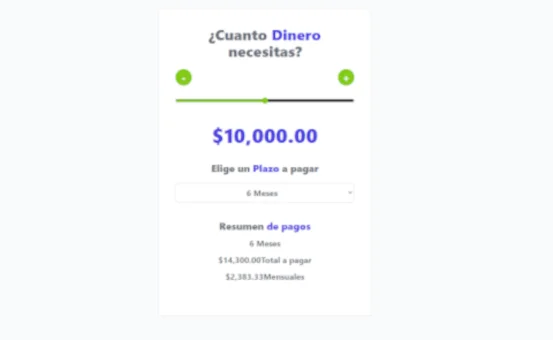 ¿Cuanto Dinero
necesitas?
- +
$10,000.00
Elige un Plazo a pagar
6 Meses
Resumen de pagos
6 Meses
$14,300.00Total a pagar
$2,383.33Mensuales